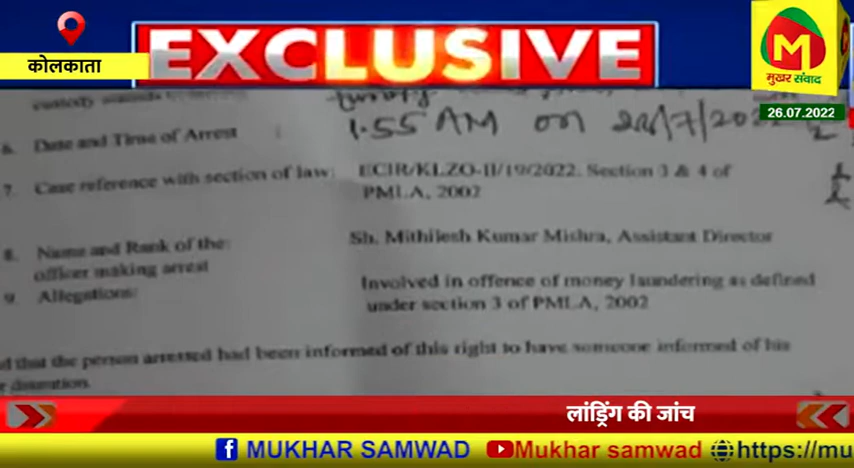 कोलकाता
EXCLUSIVE
M
मुखर संवाद
26.07.2022
1.55 AM on
6. Date and Time of Arrest
7. Case reference with section of law:
ECIR/KLZO-II/19/2022. Section 3 & 4 of
PMLA, 2002
8. Name and Rank of the
officer making arrest
Sh. Mithilesh Kumar Mishra, Assistant Director
9. Allegations:
Involved in offence of money laundering as defined
under section 3 of PMLA, 2002
that the person arrested had been informed of this right to have someone informed of his
detention.
लांड्रिंग की जांच
MUKHAR SAMWAD
Mukhar samwad
https://mu